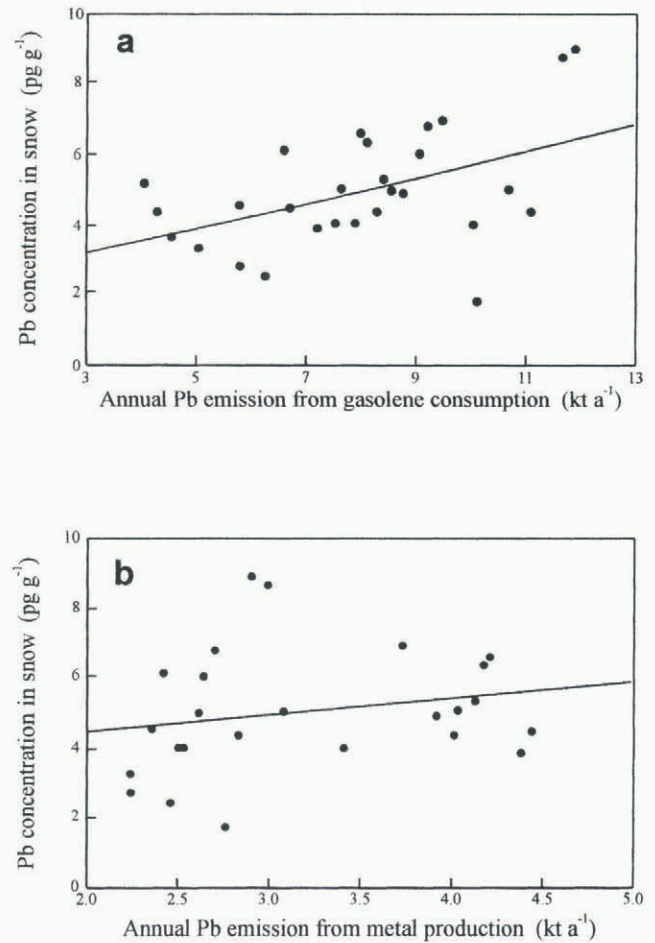 a
Pb concentration in snow (pg g⁻¹)
10
8
6
4
2
0
3 5 7 9 11 13
Annual Pb emission from gasolene consumption (kt a⁻¹)
b
Pb concentration in snow (pg g⁻¹)
10
8
6
4
2
0
2.0 2.5 3.0 3.5 4.0 4.5 5.0
Annual Pb emission from metal production (kt a⁻¹)